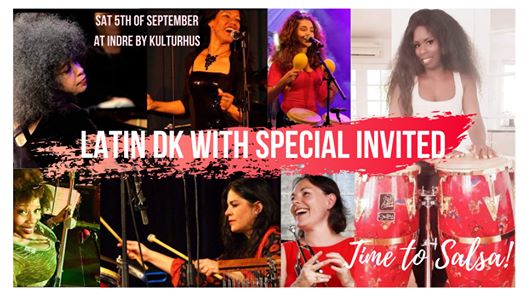 SAT 5TH OF SEPTEMBER
AT INDRE BY KULTURHUS
LATIN DK WITH SPECIAL INVITED
Time to Salsa!